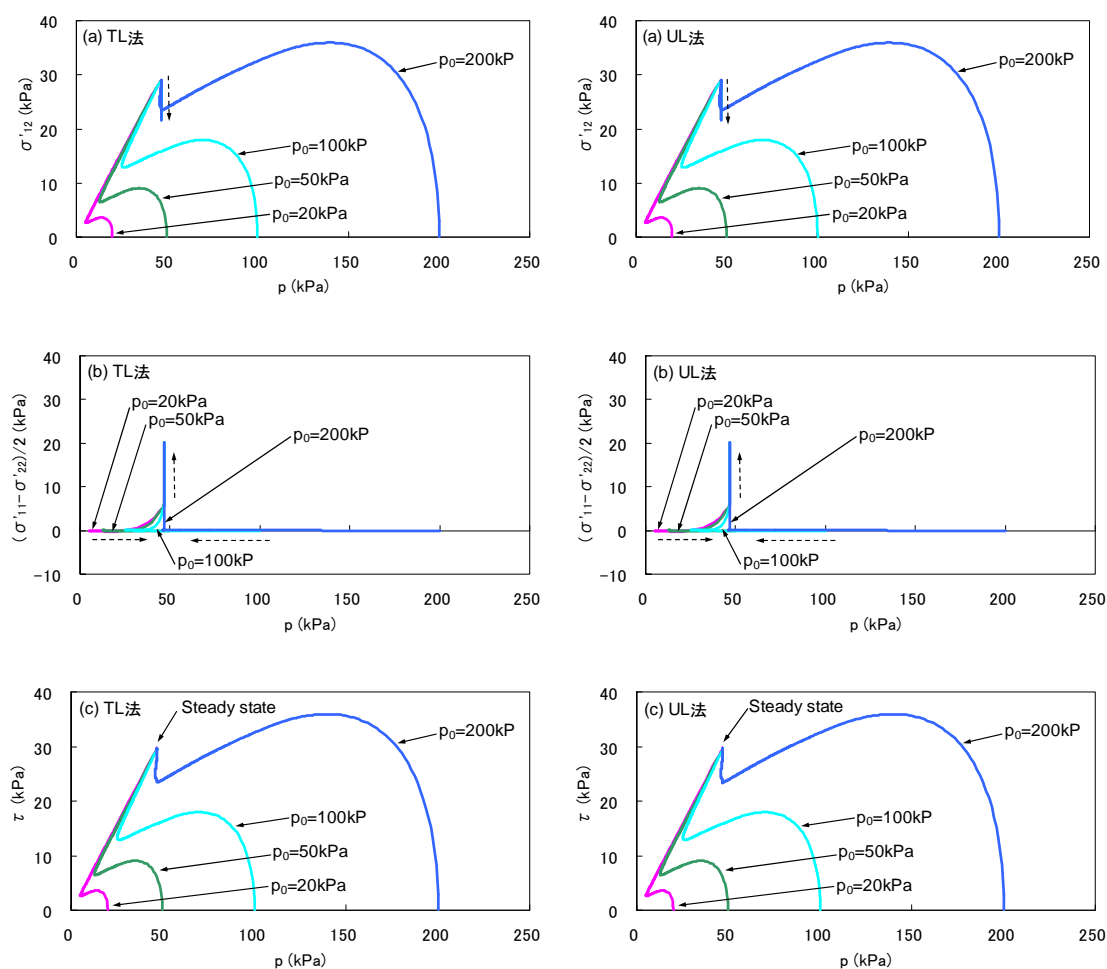 (a) TL法
p₀=200kP
p₀=100kP
p₀=50kPa
p₀=20kPa
σ'₁₂ (kPa)
40
30
20
10
0
0 50 100 150 200 250
p (kPa)
(a) UL法
p₀=200kP
p₀=100kP
p₀=50kPa
p₀=20kPa
σ'₁₂ (kPa)
40
30
20
10
0
0 50 100 150 200 250
p (kPa)
(b) TL法
p₀=20kPa
p₀=50kPa
p₀=200kP
p₀=100kP
(σ'₁₁−σ'₂₂)/2 (kPa)
40
30
20
10
0
−10
0 50 100 150 200 250
p (kPa)
(b) UL法
p₀=20kPa
p₀=50kPa
p₀=200kP
p₀=100kP
(σ'₁₁−σ'₂₂)/2 (kPa)
40
30
20
10
0
−10
0 50 100 150 200 250
p (kPa)
(c) TL法
Steady state
p₀=200kP
p₀=100kP
p₀=50kPa
p₀=20kPa
τ (kPa)
40
30
20
10
0
0 50 100 150 200 250
p (kPa)
(c) UL法
Steady state
p₀=200kP
p₀=100kP
p₀=50kPa
p₀=20kPa
τ (kPa)
40
30
20
10
0
0 50 100 150 200 250
p (kPa)